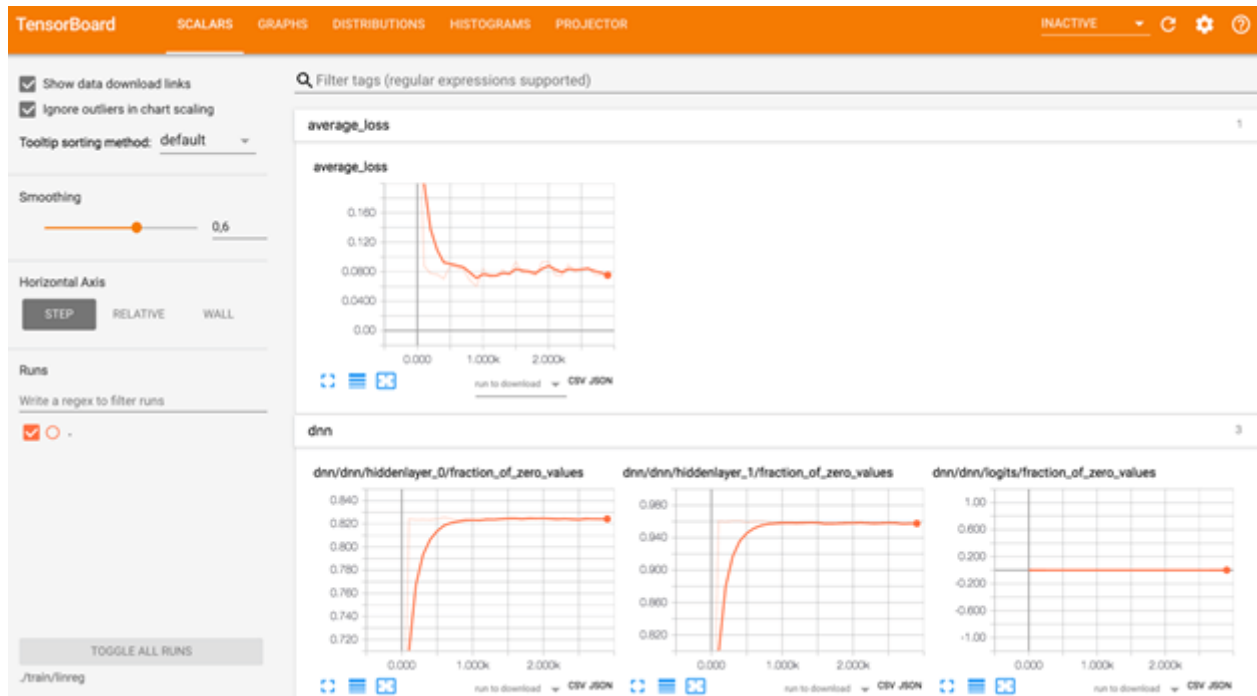 TensorBoard SCALARS GRAPHS DISTRIBUTIONS HISTOGRAMS PROJECTOR INACTIVE
Show data download links
Ignore outliers in chart scaling
Tooltip sorting method: default
Smoothing
0,6
Horizontal Axis
STEP RELATIVE WALL
Runs
Write a regex to filter runs
.
TOGGLE ALL RUNS
./train/linreg
Filter tags (regular expressions supported)
average_loss 1
average_loss
0.160
0.120
0.0800
0.0400
0.00
0.000 1.000k 2.000k
run to download CSV JSON
dnn 3
dnn/dnn/hiddenlayer_0/fraction_of_zero_values
0.840
0.820
0.800
0.780
0.760
0.740
0.720
0.000 1.000k 2.000k
run to download CSV JSON
dnn/dnn/hiddenlayer_1/fraction_of_zero_values
0.980
0.940
0.900
0.860
0.820
0.000 1.000k 2.000k
run to download CSV JSON
dnn/dnn/logits/fraction_of_zero_values
1.00
0.600
0.200
-0.200
-0.600
-1.00
0.000 1.000k 2.000k
run to download CSV JSON